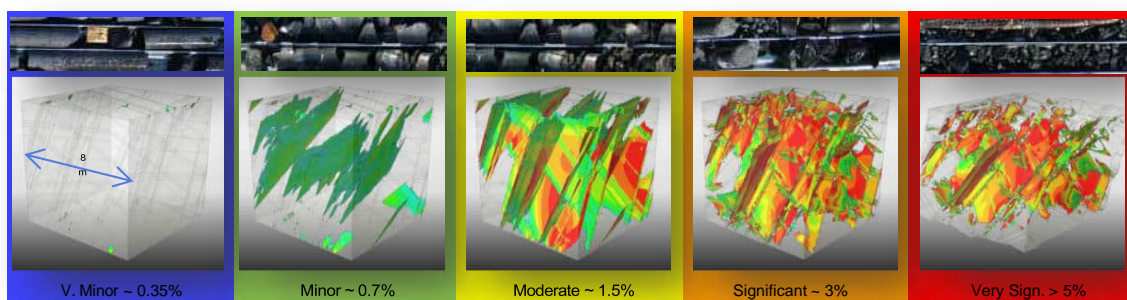 8
m
V. Minor ~ 0.35%
Minor ~ 0.7%
Moderate ~ 1.5%
Significant ~ 3%
Very Sign. > 5%